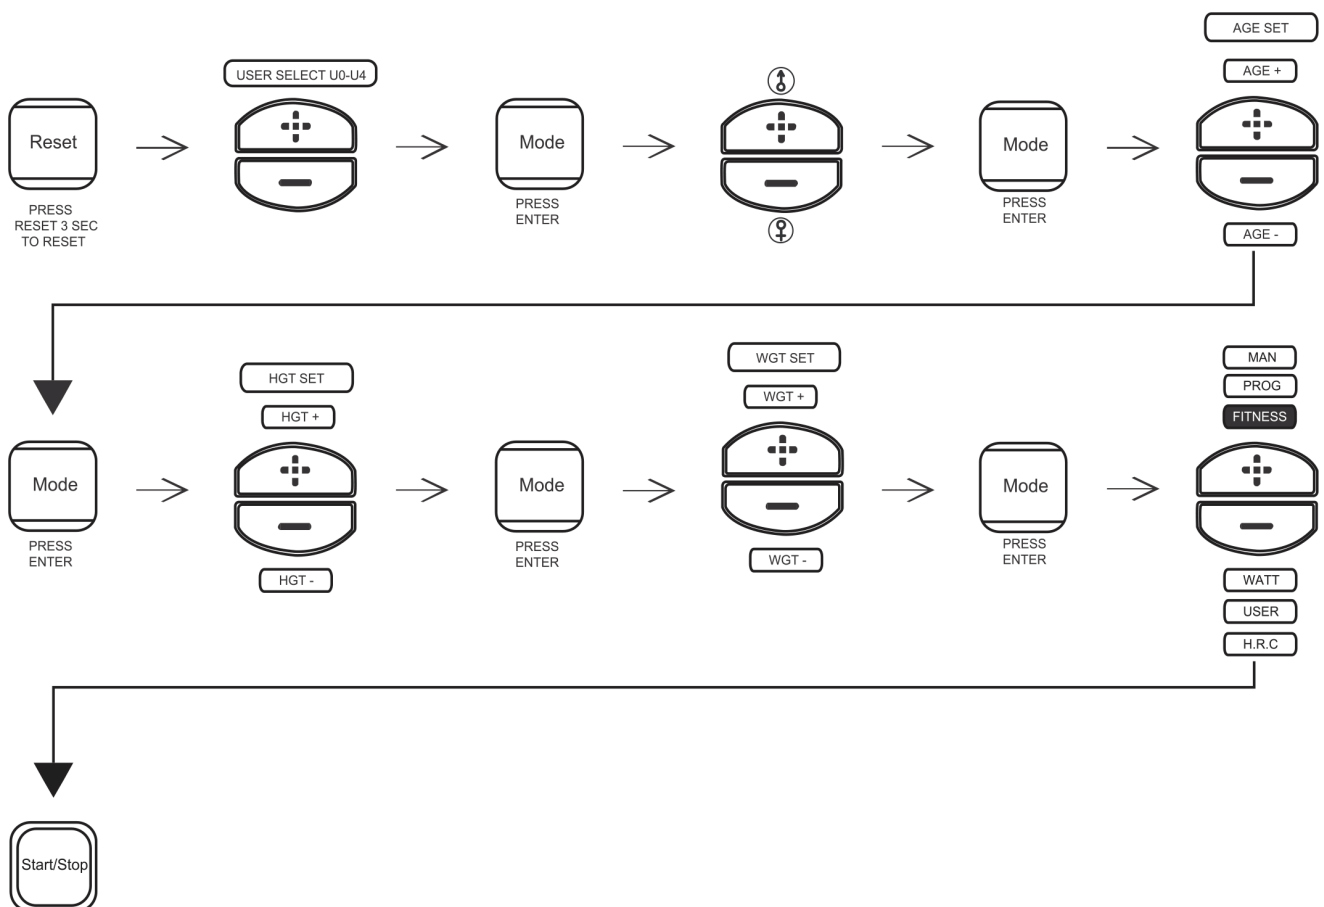 AGE SET
USER SELECT U0-U4
AGE +
Reset
Mode
Mode
PRESS
RESET 3 SEC
TO RESET
PRESS
ENTER
PRESS
ENTER
AGE -
HGT SET
HGT +
WGT SET
WGT +
MAN
PROG
FITNESS
Mode
Mode
Mode
PRESS
ENTER
HGT -
PRESS
ENTER
WGT -
PRESS
ENTER
WATT
USER
H.R.C
Start/Stop